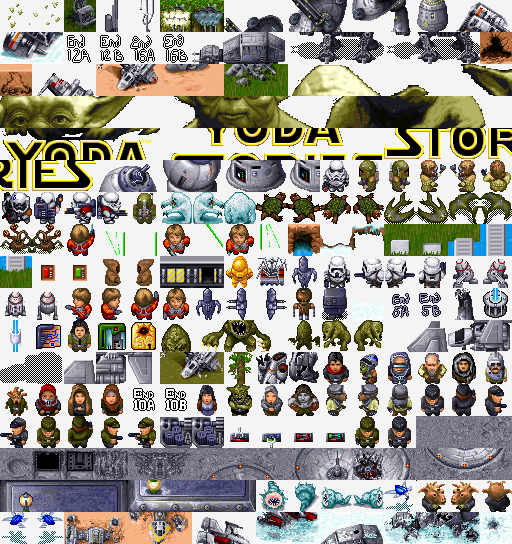 End 12A
End 12B
End 16A
End 16B
YODA
STOR
RIES
YODA
STORIES
End 5A
End 5B
END 10A
END 10B